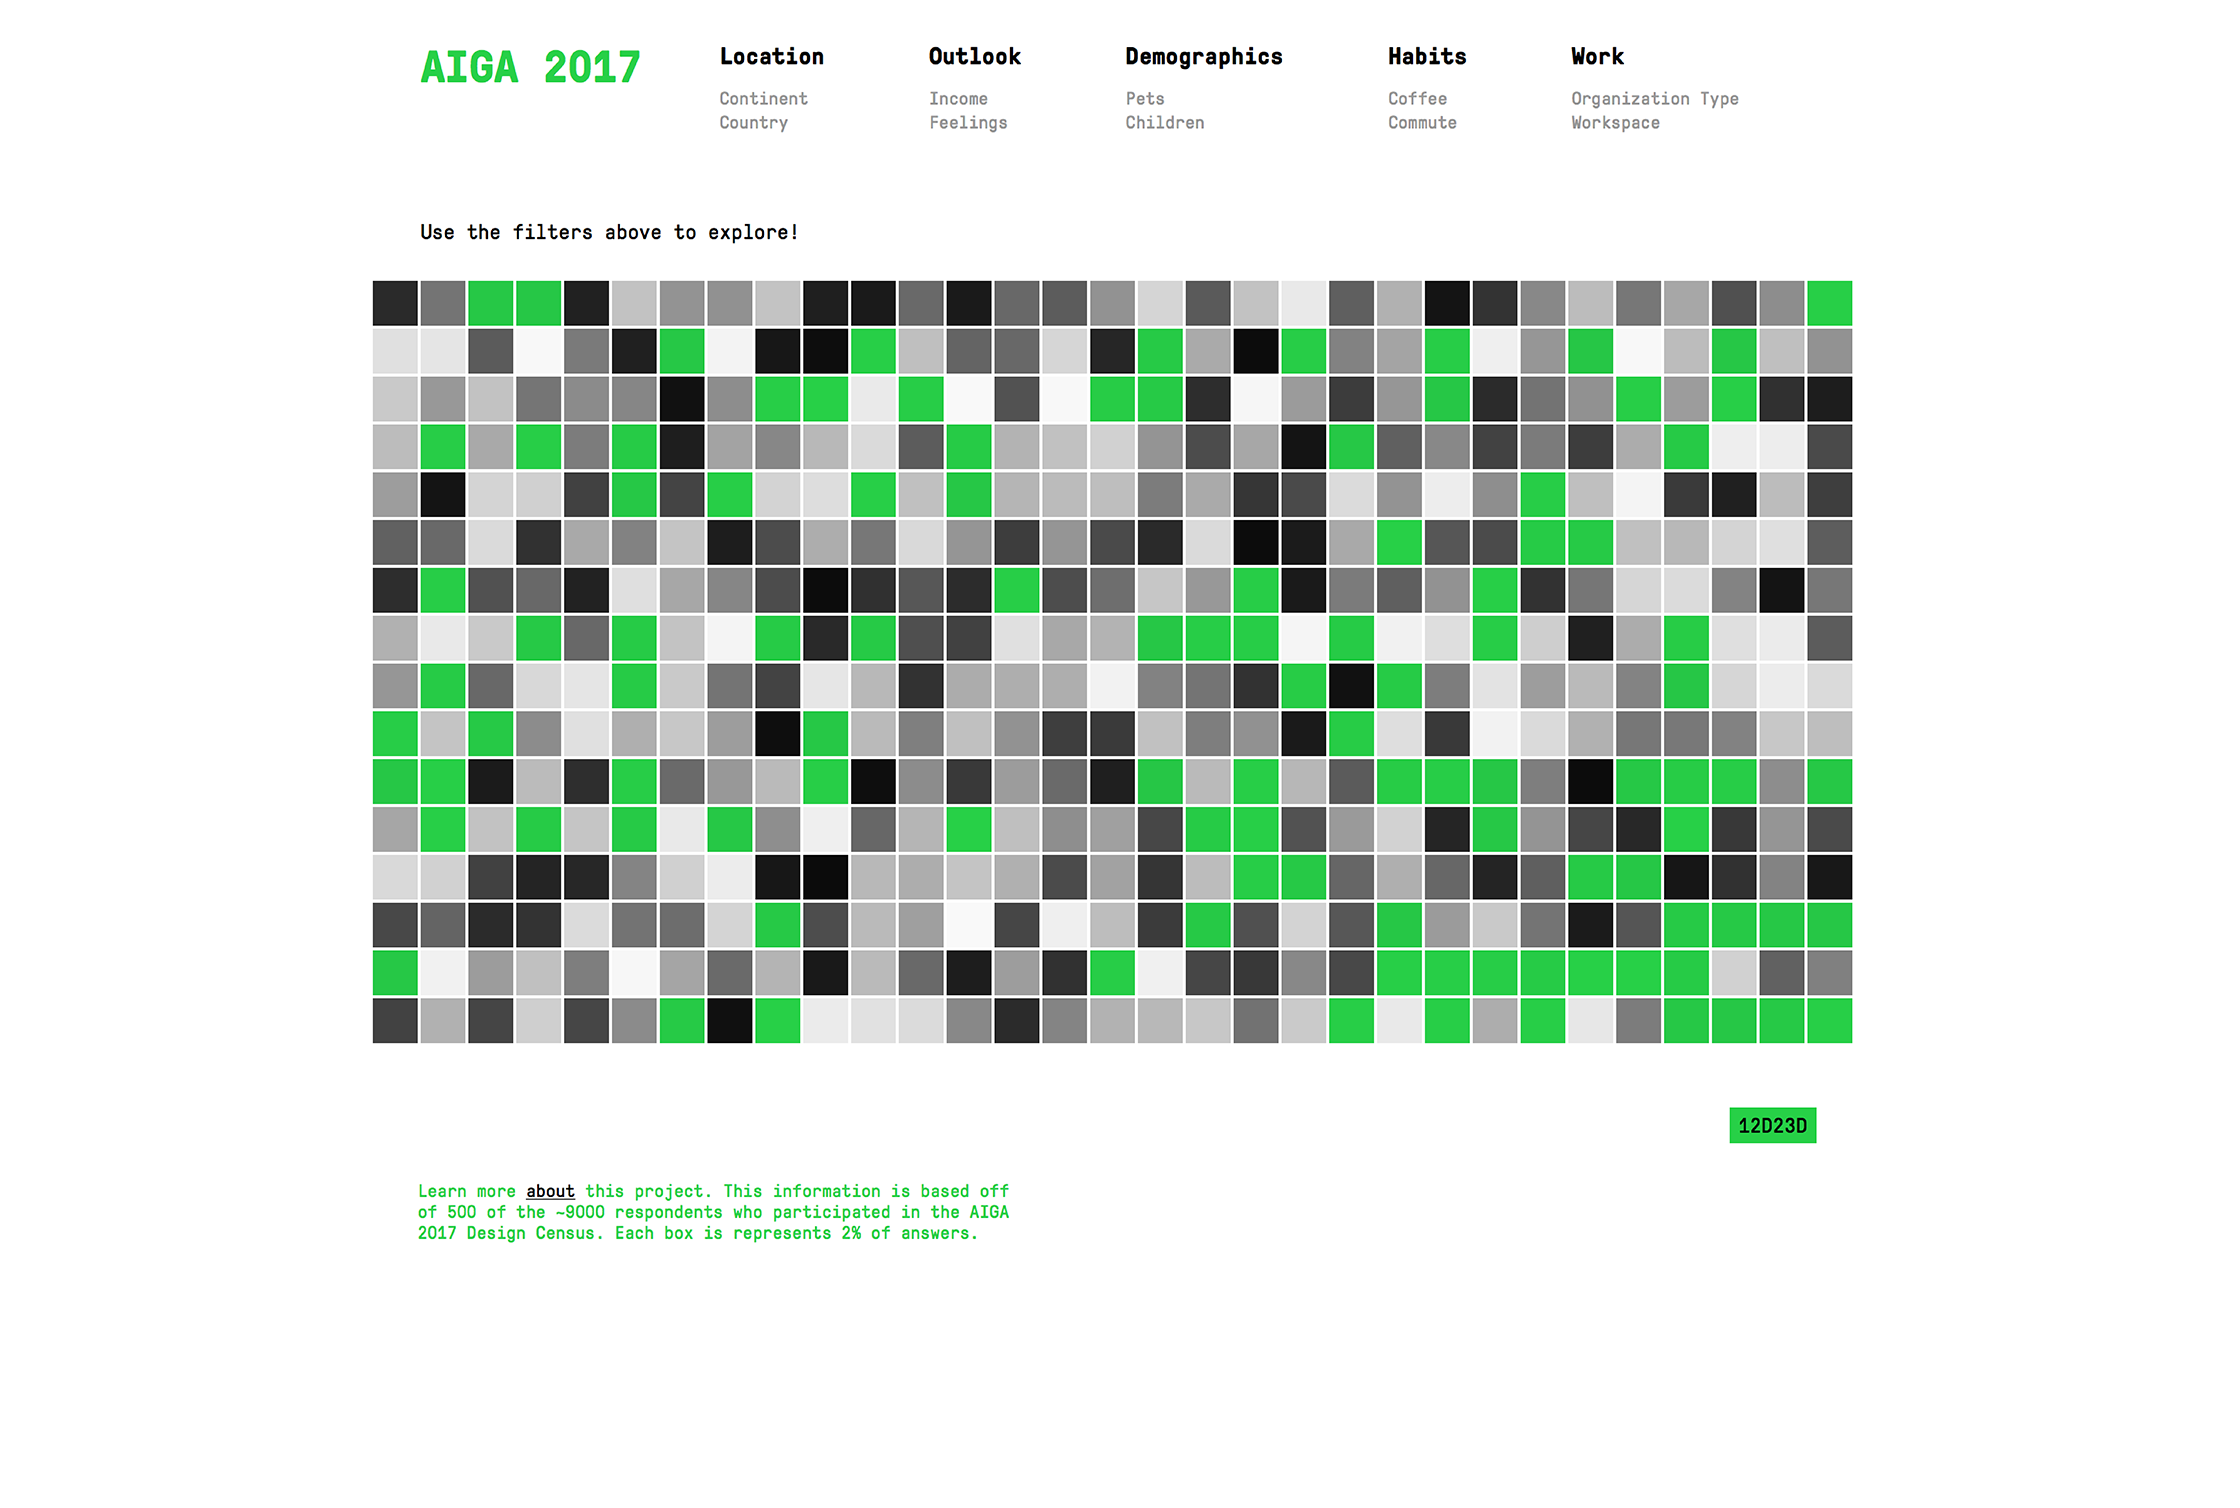 AIGA 2017
Location
Continent
Country
Outlook
Income
Feelings
Demographics
Pets
Children
Habits
Coffee
Commute
Work
Organization Type
Workspace
Use the filters above to explore!
12D23D
Learn more about this project. This information is based off
of 500 of the ~9000 respondents who participated in the AIGA
2017 Design Census. Each box is represents 2% of answers.